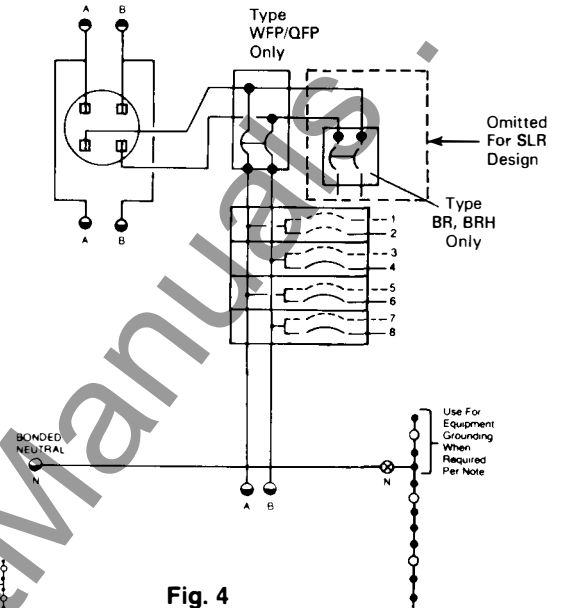 A B
Type
WFP/QFP
Only
Omitted
For SLR
Design
Type
BR, BRH
Only
A B
1
2
3
4
5
6
7
8
BONDED
NEUTRAL
N
N
Use For
Equipment
Grounding
When
Required
Per Note
A B
Fig. 4
Manuals.